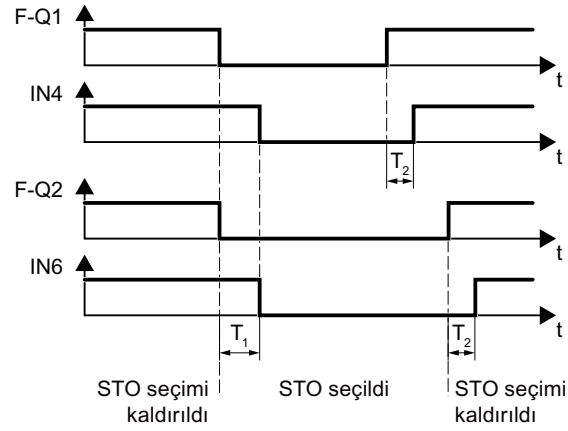 F-Q1
t
IN4
t
T₂
F-Q2
t
IN6
t
T₁
T₂
STO seçimi kaldırıldı
STO seçildi
STO seçimi kaldırıldı